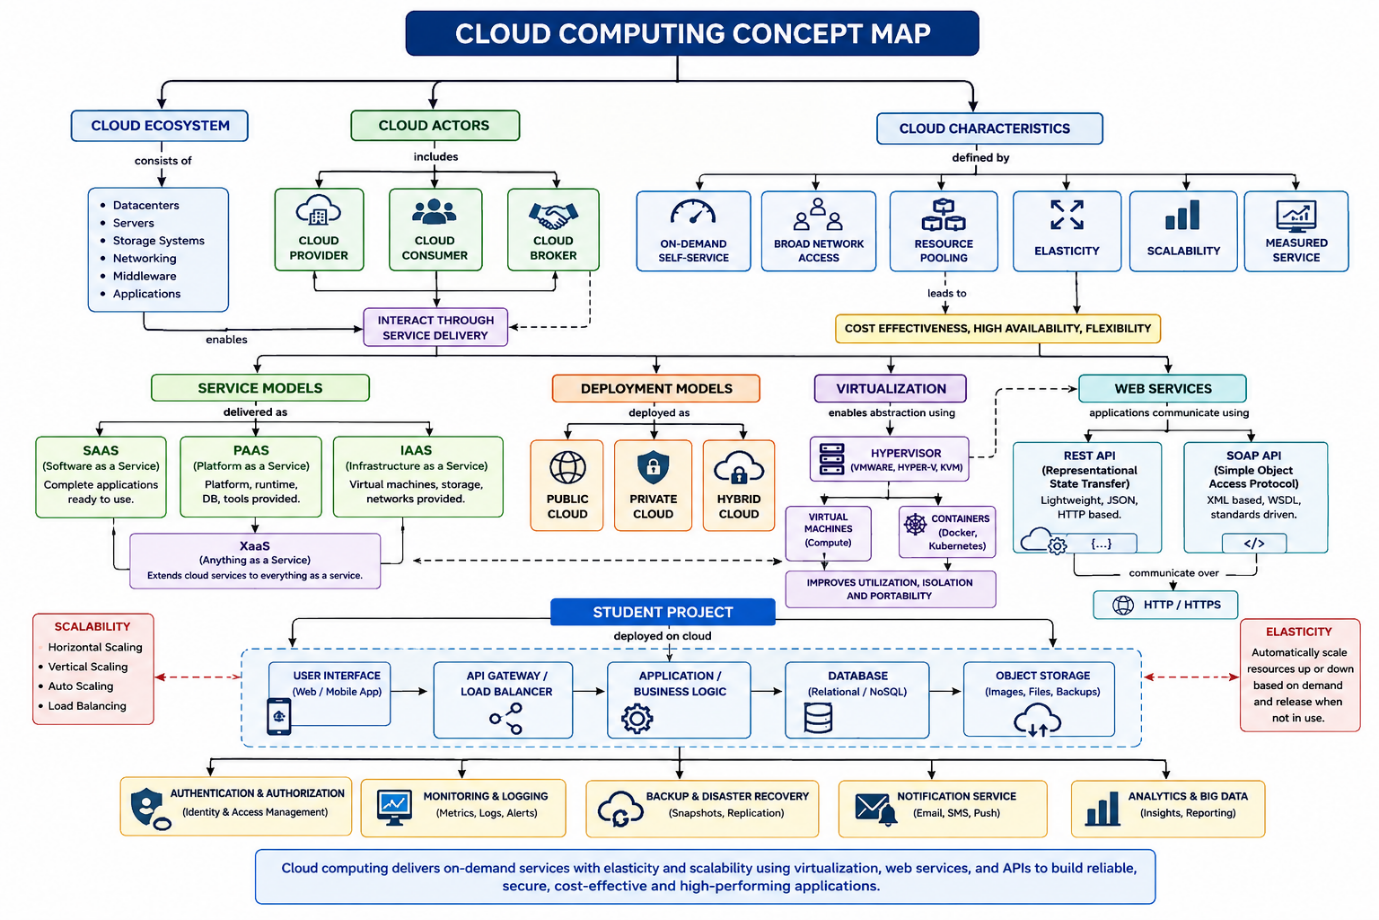 CLOUD COMPUTING CONCEPT MAP
CLOUD ECOSYSTEM
CLOUD ACTORS
CLOUD CHARACTERISTICS
consists of
includes
defined by
• Datacenters
• Servers
• Storage Systems
• Networking
• Middleware
• Applications
CLOUD
PROVIDER
CLOUD
CONSUMER
CLOUD
BROKER
ON-DEMAND
SELF-SERVICE
BROAD NETWORK
ACCESS
RESOURCE
POOLING
ELASTICITY
SCALABILITY
MEASURED
SERVICE
leads to
enables
INTERACT THROUGH
SERVICE DELIVERY
COST EFFECTIVENESS, HIGH AVAILABILITY, FLEXIBILITY
SERVICE MODELS
DEPLOYMENT MODELS
VIRTUALIZATION
WEB SERVICES
delivered as
deployed as
enables abstraction using
applications communicate using
SAAS
(Software as a Service)
Complete applications
ready to use.
PAAS
(Platform as a Service)
Platform, runtime,
DB, tools provided.
IAAS
(Infrastructure as a Service)
Virtual machines, storage,
networks provided.
XaaS
(Anything as a Service)
Extends cloud services to everything as a service.
PUBLIC
CLOUD
PRIVATE
CLOUD
HYBRID
CLOUD
HYPERVISOR
(VMWARE, HYPER-V, KVM)
VIRTUAL
MACHINES
(Compute)
CONTAINERS
(Docker,
Kubernetes)
IMPROVES UTILIZATION, ISOLATION
AND PORTABILITY
REST API
(Representational
State Transfer)
Lightweight, JSON,
HTTP based.
{...}
SOAP API
(Simple Object
Access Protocol)
XML based, WSDL,
standards driven.
</>
communicate over
HTTP / HTTPS
STUDENT PROJECT
deployed on cloud
SCALABILITY
Horizontal Scaling
• Vertical Scaling
• Auto Scaling
• Load Balancing
USER INTERFACE
(Web / Mobile App)
API GATEWAY /
LOAD BALANCER
APPLICATION /
BUSINESS LOGIC
DATABASE
(Relational / NoSQL)
OBJECT STORAGE
(Images, Files, Backups)
ELASTICITY
Automatically scale
resources up or down
based on demand
and release when
not in use.
AUTHENTICATION & AUTHORIZATION
(Identity & Access Management)
MONITORING & LOGGING
(Metrics, Logs, Alerts)
BACKUP & DISASTER RECOVERY
(Snapshots, Replication)
NOTIFICATION SERVICE
(Email, SMS, Push)
ANALYTICS & BIG DATA
(Insights, Reporting)
Cloud computing delivers on-demand services with elasticity and scalability using virtualization, web services, and APIs to build reliable,
secure, cost-effective and high-performing applications.